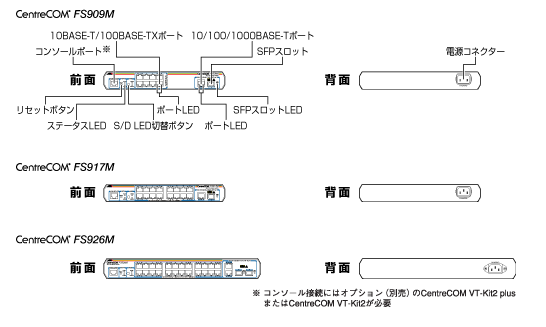 CentreCOM® FS909M
10BASE-T/100BASE-TXポート 10/100/1000BASE-Tポート
コンソールポート※ SFPスロット 電源コネクター
前面 背面
リセットボタン ポートLED SFPスロットLED
ステータスLED S/D LED切替ボタン ポートLED
CentreCOM® FS917M
前面 背面
CentreCOM® FS926M
前面 背面
※ コンソール接続にはオプション（別売）のCentreCOM VT-Kit2 plus
またはCentreCOM VT-Kit2が必要